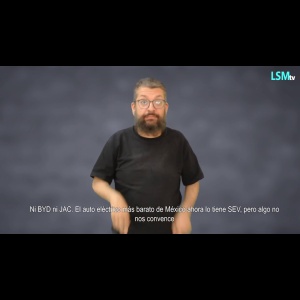 LSMtv
Ni BYD ni JAC. El auto eléctrico más barato de México ahora lo tiene SEV, pero algo no
nos convence